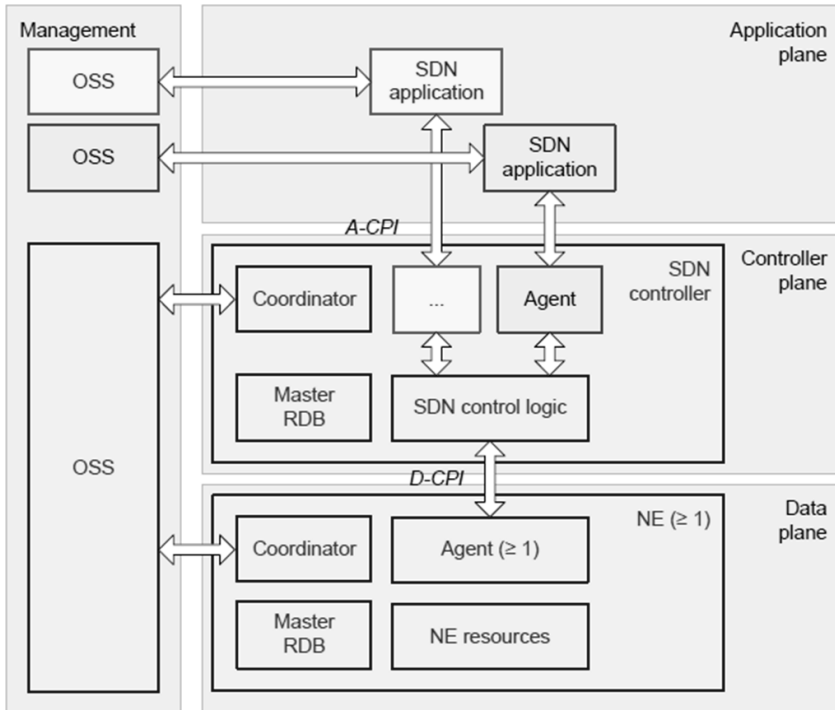 Management
Application
plane
OSS
SDN
application
OSS
SDN
application
A-CPI
Controller
plane
SDN
controller
Coordinator
...
Agent
Master
RDB
SDN control logic
OSS
D-CPI
Data
plane
NE (≥ 1)
Coordinator
Agent (≥ 1)
Master
RDB
NE resources